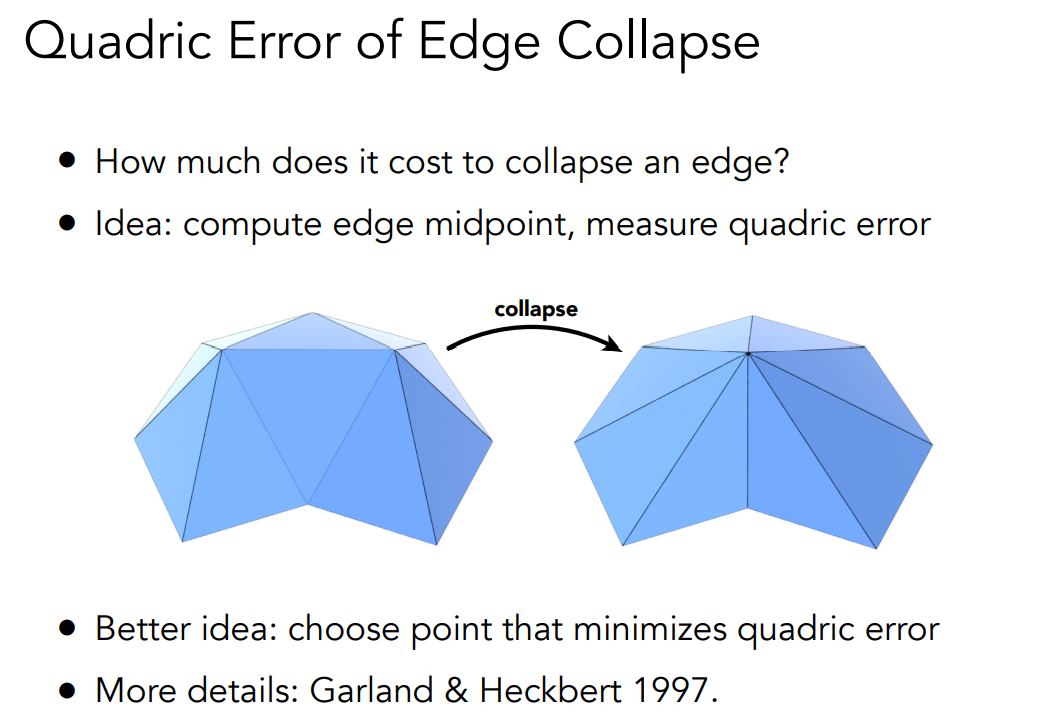 Quadric Error of Edge Collapse
● How much does it cost to collapse an edge?
● Idea: compute edge midpoint, measure quadric error
collapse
● Better idea: choose point that minimizes quadric error
● More details: Garland & Heckbert 1997.